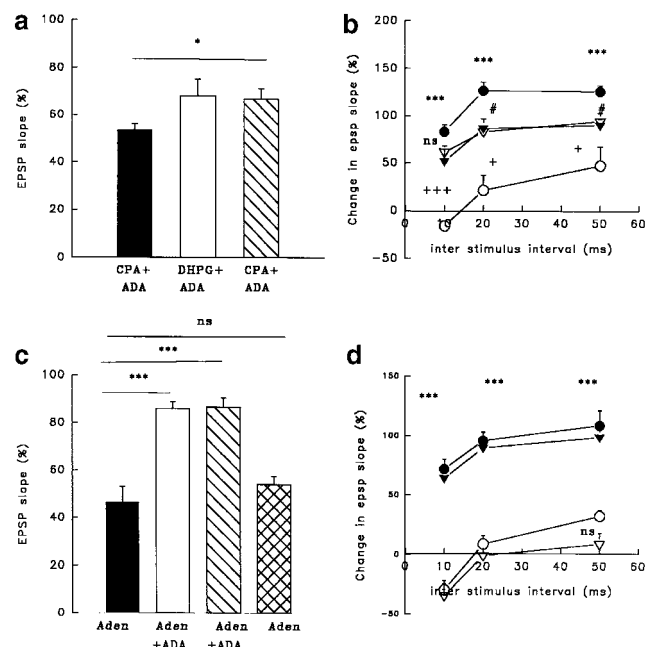 a
*
EPSP slope (%)
80
60
40
20
0
CPA+ DHPG+ CPA+
ADA ADA ADA
b
Change in epsp slope (%)
200
150
100
50
0
-50
***
***
***
ns
#
#
+++
+
+
0 10 20 30 40 50 60
inter stimulus interval (ms)
c
ns
***
***
EPSP slope (%)
100
80
60
40
20
0
Aden Aden Aden Aden
+ADA +ADA
d
Change in epsp slope (%)
150
100
50
0
-50
***
***
***
ns
0 10 20 30 40 50 60
inter stimulus interval (ms)